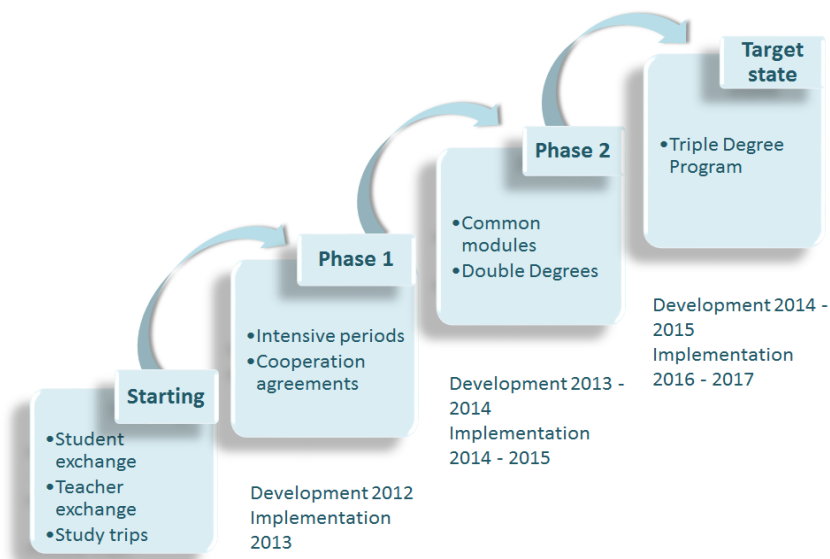 Starting
•Student
exchange
•Teacher
exchange
•Study trips
Phase 1
•Intensive periods
•Cooperation
agreements
Development 2012
Implementation
2013
Phase 2
•Common
modules
•Double Degrees
Development 2013 -
2014
Implementation
2014 - 2015
Target
state
•Triple Degree
Program
Development 2014 -
2015
Implementation
2016 - 2017